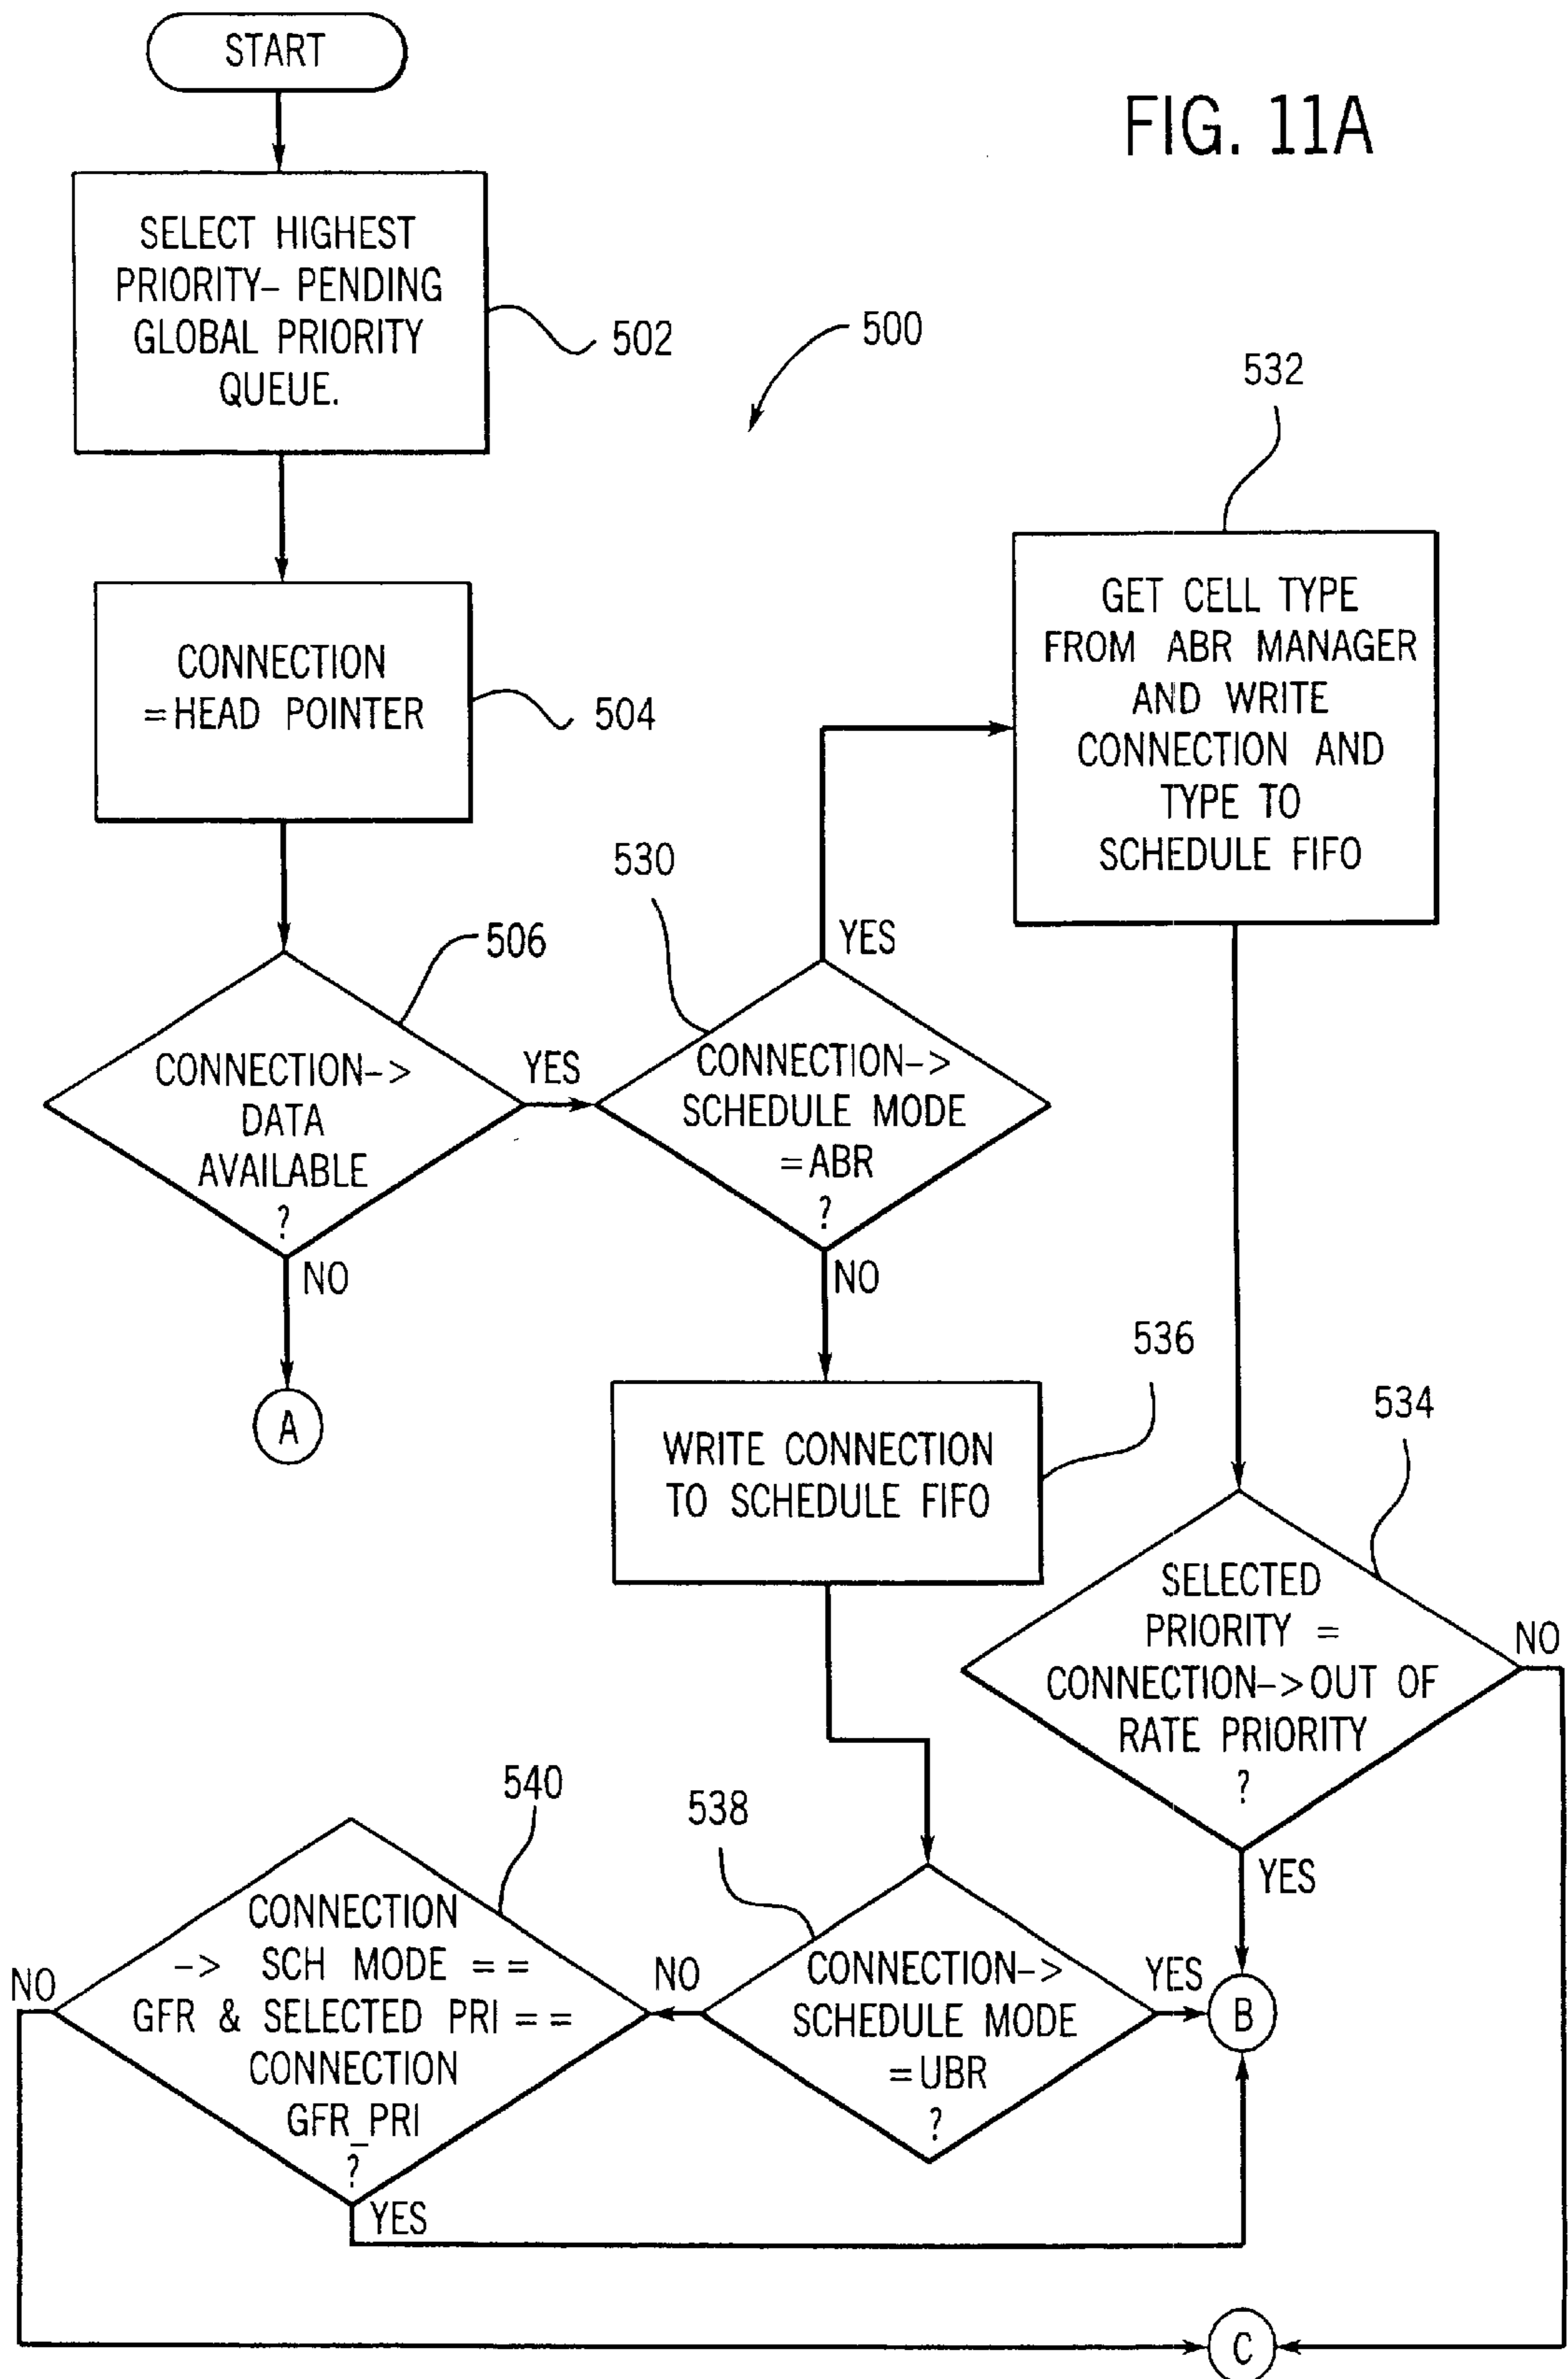 START
FIG. 11A
SELECT HIGHEST
PRIORITY- PENDING
GLOBAL PRIORITY
QUEUE.
502
500
532
CONNECTION
=HEAD POINTER
504
GET CELL TYPE
FROM ABR MANAGER
AND WRITE
CONNECTION AND
TYPE TO
SCHEDULE FIFO
506
CONNECTION->
DATA
AVAILABLE
?
YES
NO
A
530
CONNECTION->
SCHEDULE MODE
=ABR
?
YES
NO
536
WRITE CONNECTION
TO SCHEDULE FIFO
534
SELECTED
PRIORITY =
CONNECTION->OUT OF
RATE PRIORITY
?
NO
YES
540
CONNECTION
-> SCH MODE ==
GFR & SELECTED PRI ==
CONNECTION
GFR_PRI
?
NO
YES
538
CONNECTION->
SCHEDULE MODE
=UBR
?
NO
YES
B
C